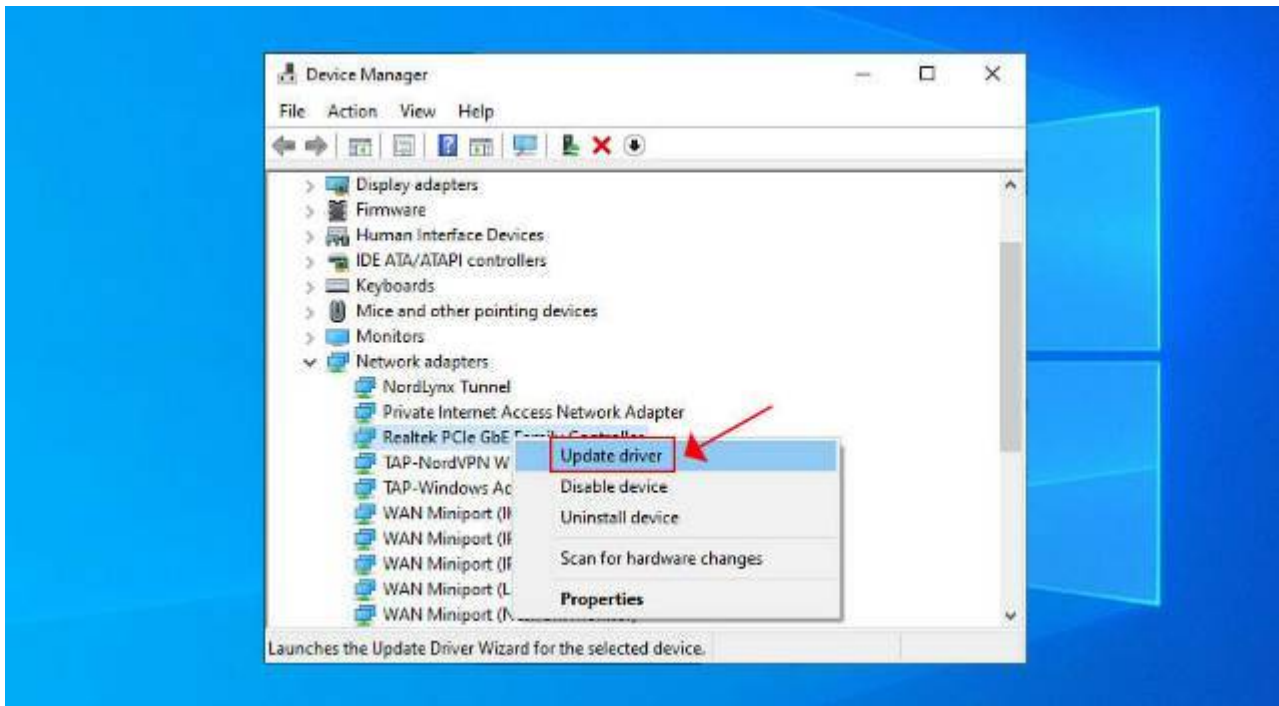 Device Manager
File Action View Help
Display adapters
Firmware
Human Interface Devices
IDE ATA/ATAPI controllers
Keyboards
Mice and other pointing devices
Monitors
Network adapters
NordLynx Tunnel
Private Internet Access Network Adapter
Realtek PCIe GbE Family Controller
TAP-NordVPN W
TAP-Windows Ad
WAN Miniport (I
WAN Miniport (I
WAN Miniport (I
WAN Miniport (L
WAN Miniport (N
Update driver
Disable device
Uninstall device
Scan for hardware changes
Properties
Launches the Update Driver Wizard for the selected device.